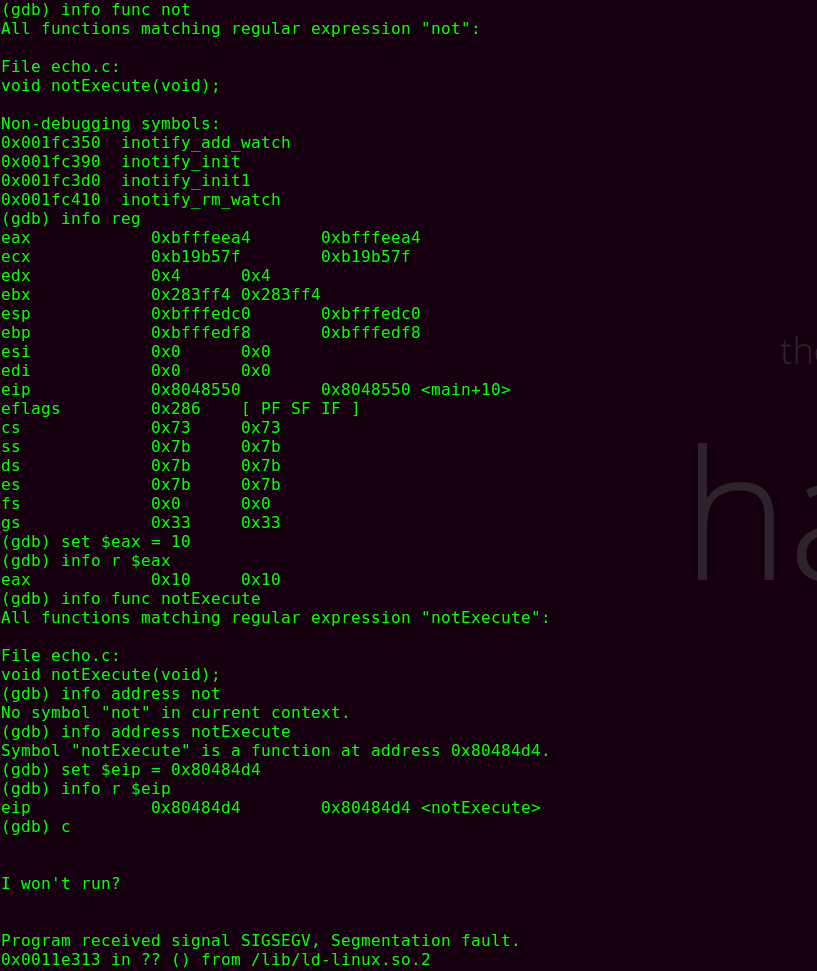 (gdb) info func not
All functions matching regular expression "not":
File echo.c:
void notExecute(void);
Non-debugging symbols:
0x001fc350  inotify_add_watch
0x001fc390  inotify_init
0x001fc3d0  inotify_init1
0x001fc410  inotify_rm_watch
(gdb) info reg
eax            0xbfffeea4       0xbfffeea4
ecx            0xb19b57f        0xb19b57f
edx            0x4      0x4
ebx            0x283ff4 0x283ff4
esp            0xbfffedc0       0xbfffedc0
ebp            0xbfffedf8       0xbfffedf8
esi            0x0      0x0
edi            0x0      0x0
eip            0x8048550        0x8048550 <main+10>
eflags         0x286    [ PF SF IF ]
cs             0x73     0x73
ss             0x7b     0x7b
ds             0x7b     0x7b
es             0x7b     0x7b
fs             0x0      0x0
gs             0x33     0x33
(gdb) set $eax = 10
(gdb) info r $eax
eax            0x10     0x10
(gdb) info func notExecute
All functions matching regular expression "notExecute":
File echo.c:
void notExecute(void);
(gdb) info address not
No symbol "not" in current context.
(gdb) info address notExecute
Symbol "notExecute" is a function at address 0x80484d4.
(gdb) set $eip = 0x80484d4
(gdb) info r $eip
eip            0x80484d4        0x80484d4 <notExecute>
(gdb) c
I won't run?
Program received signal SIGSEGV, Segmentation fault.
0x0011e313 in ?? () from /lib/ld-linux.so.2